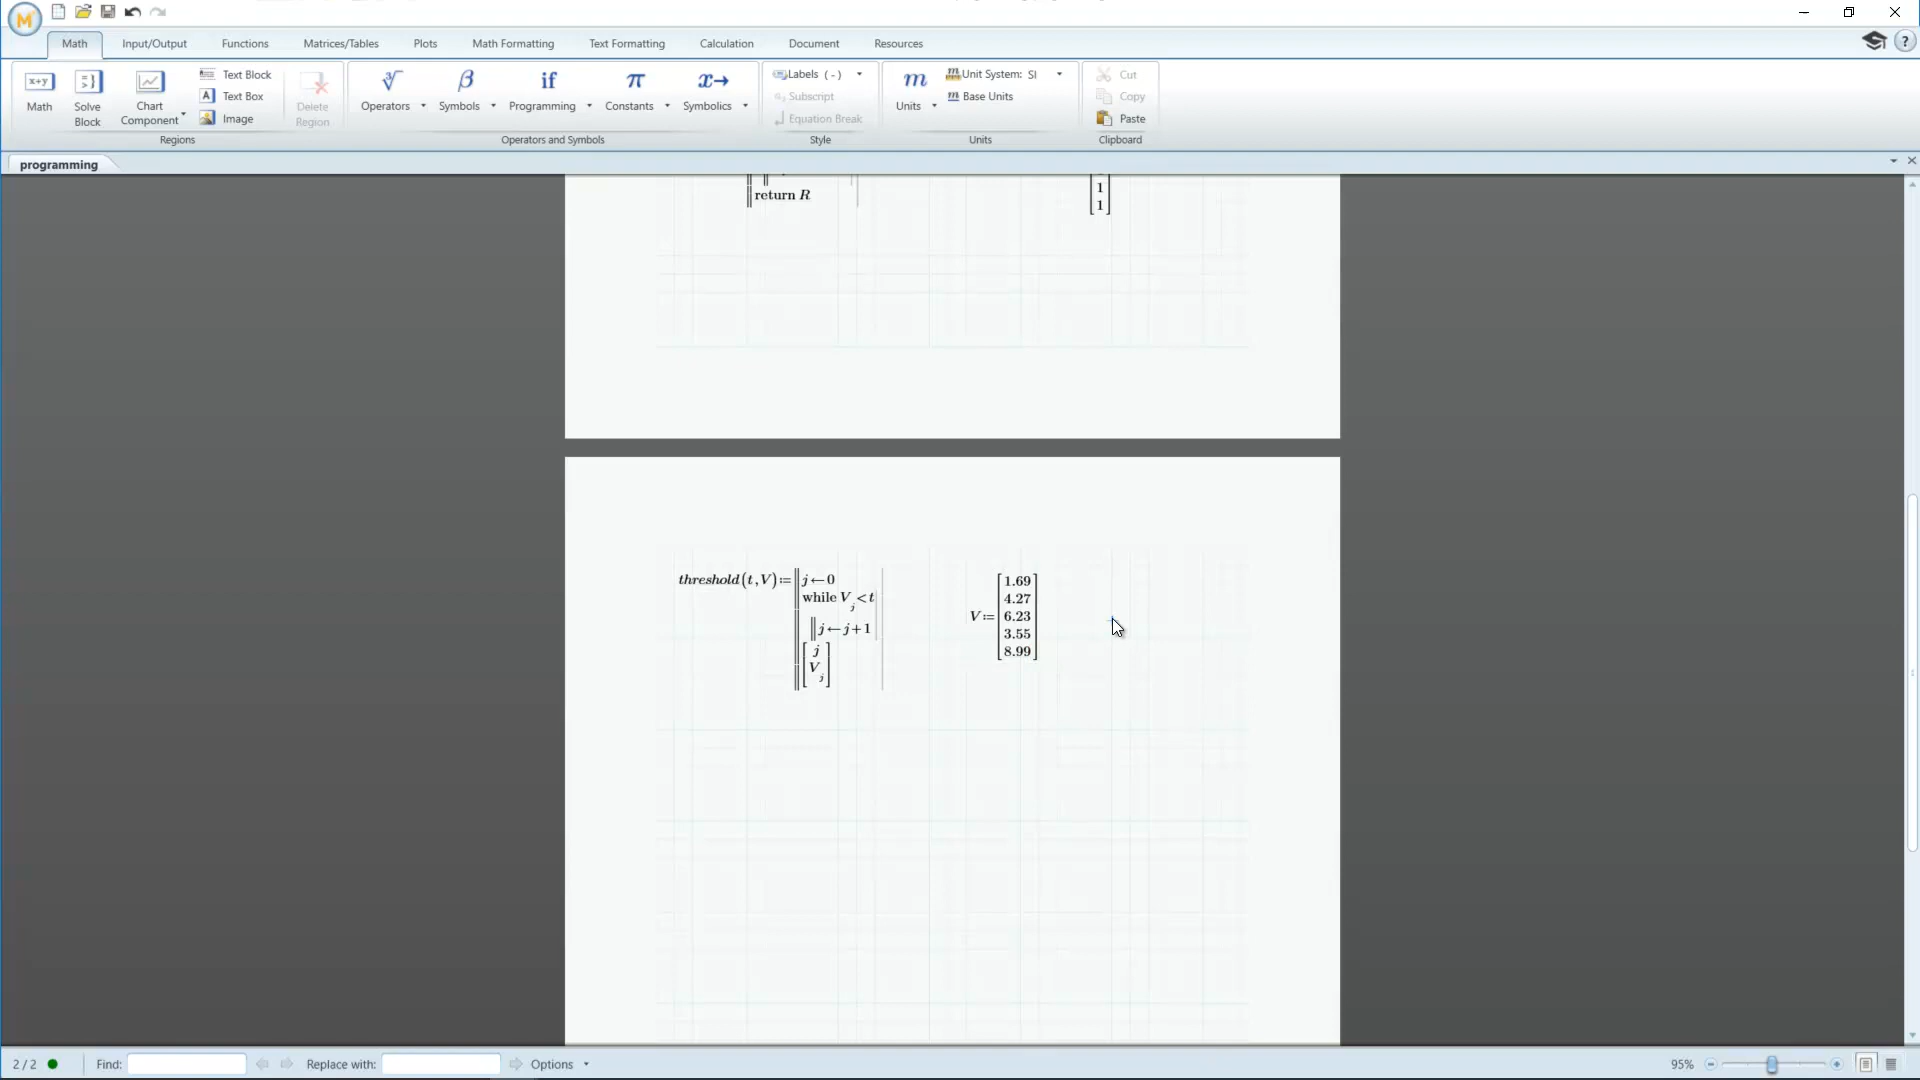 Math Input/Output Functions Matrices/Tables Plots Math Formatting Text Formatting Calculation Document Resources
x+y Math
Solve Block
Chart Component
Text Block
Text Box
Image
Delete Region
Regions
Operators
β Symbols
if Programming
π Constants
x→ Symbolics
Operators and Symbols
Labels ( - )
Subscript
Equation Break
Style
m Units
Unit System: SI
Base Units
Units
Cut
Copy
Paste
Clipboard
programming
return R
1
1
threshold(t,V):=
j←0
while V j <t
j←j+1
j
V j
V:=
1.69
4.27
6.23
3.55
8.99
2 / 2 Find: Replace with: Options 95%